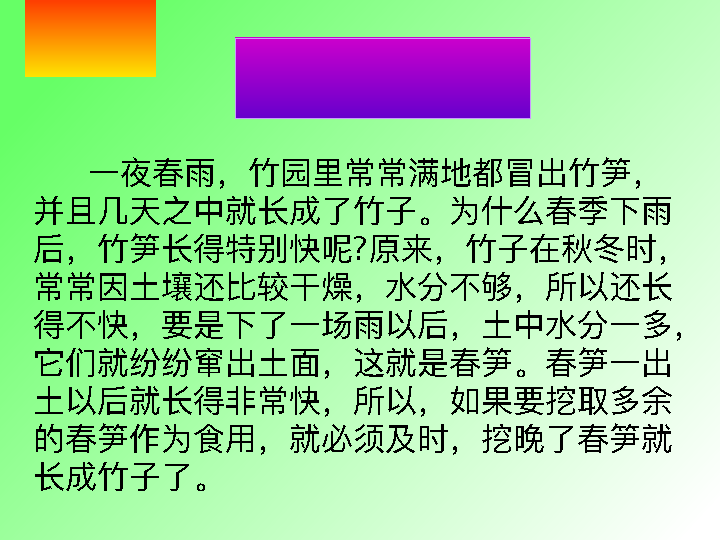 一夜春雨，竹园里常常满地都冒出竹笋，
并且几天之中就长成了竹子。为什么春季下雨
后，竹笋长得特别快呢?原来，竹子在秋冬时，
常常因土壤还比较干燥，水分不够，所以还长
得不快，要是下了一场雨以后，土中水分一多，
它们就纷纷窜出土面，这就是春笋。春笋一出
土以后就长得非常快，所以，如果要挖取多余
的春笋作为食用，就必须及时，挖晚了春笋就
长成竹子了。